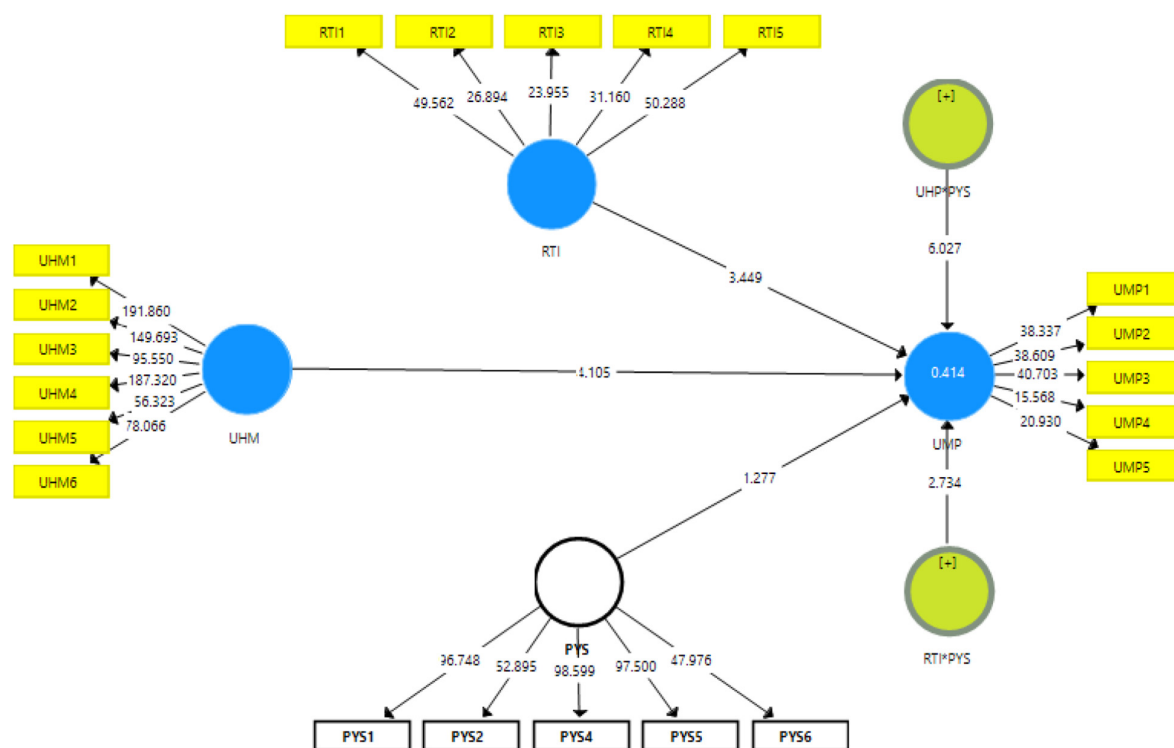 RTI1 RTI2 RTI3 RTI4 RTI5
49.562 26.894 23.955 31.160 50.288
RTI
[+]
UHP*PYS
6.027
3.449
UHM1
UHM2
UHM3
UHM4
UHM5
UHM6
191.860
149.693
95.550
187.320
56.323
78.066
UHM
4.105
0.414
UMP
38.337
38.609
40.703
15.568
20.930
UMP1
UMP2
UMP3
UMP4
UMP5
1.277
2.734
[+]
RTI*PYS
PYS
96.748 52.895 98.599 97.500 47.976
PYS1 PYS2 PYS4 PYS5 PYS6